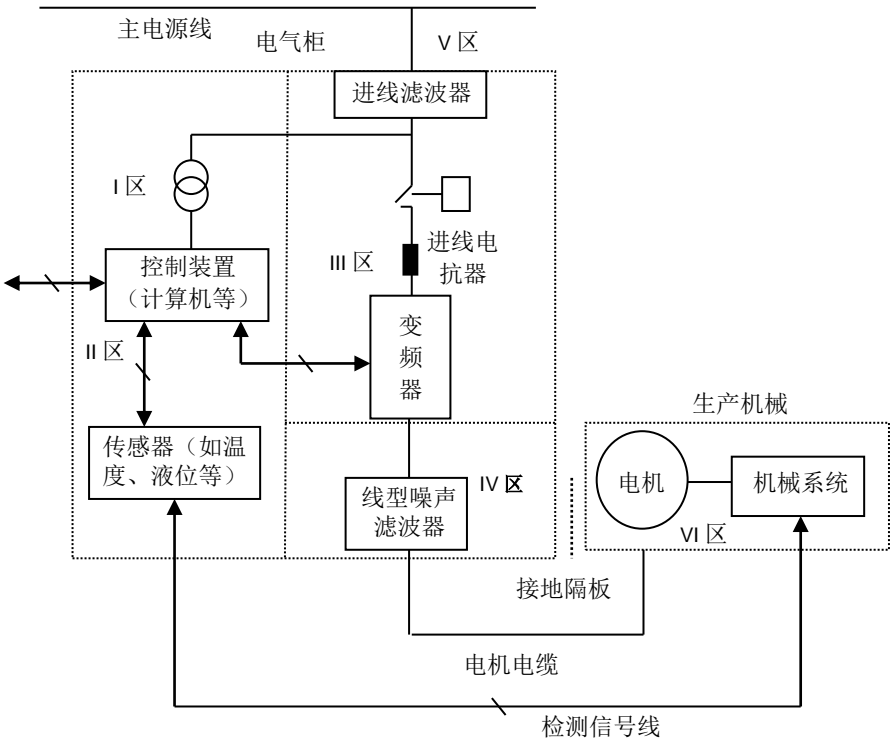 主电源线
电气柜
V 区
进线滤波器
I 区
进线电
抗器
III 区
控制装置
（计算机等）
变
频
器
II 区
生产机械
传感器（如温
度、液位等）
电机
机械系统
IV 区
线型噪声
滤波器
VI 区
接地隔板
电机电缆
检测信号线